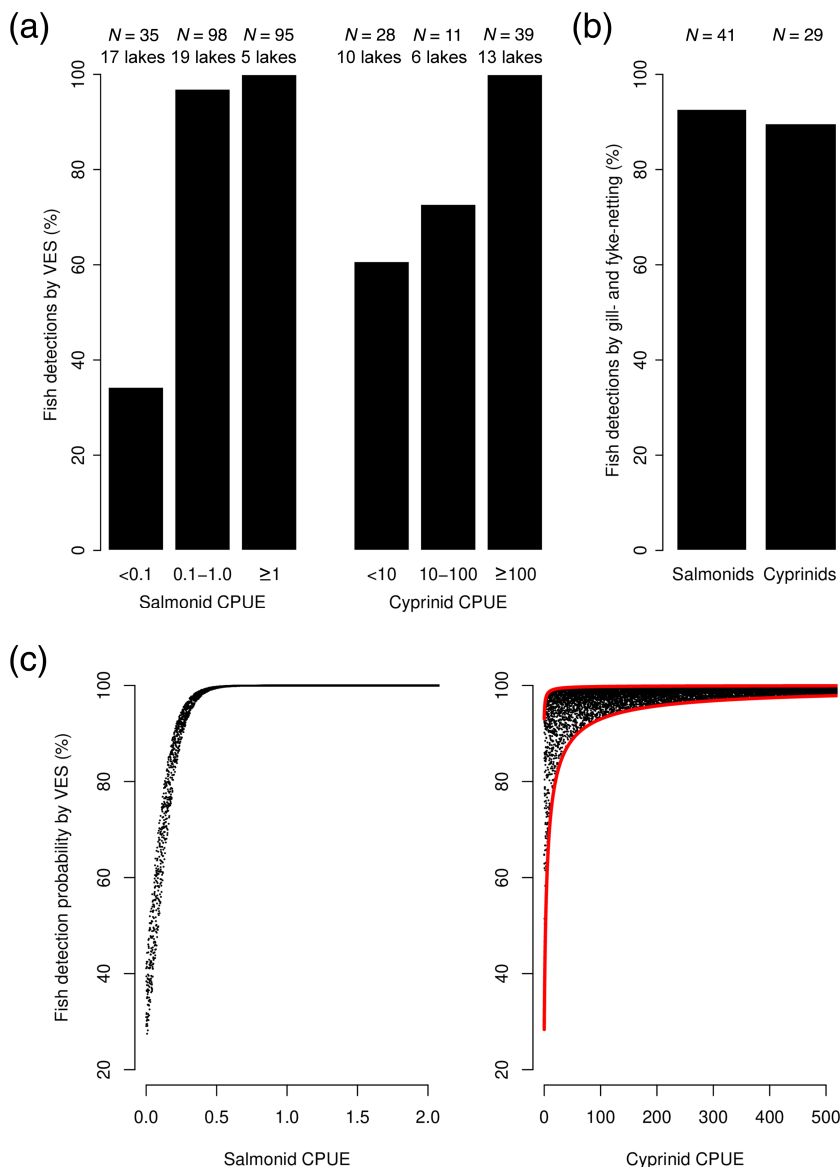 (a)
N = 35 N = 98 N = 95 N = 28 N = 11 N = 39
17 lakes 19 lakes 5 lakes 10 lakes 6 lakes 13 lakes
Fish detections by VES (%)
100
80
60
40
20
0
<0.1 0.1−1.0 ≥1 <10 10−100 ≥100
Salmonid CPUE Cyprinid CPUE
(b)
N = 41 N = 29
Fish detections by gill- and fyke-netting (%)
100
80
60
40
20
0
Salmonids Cyprinids
(c)
Fish detection probability by VES (%)
100
80
60
40
20
0.0 0.5 1.0 1.5 2.0
Salmonid CPUE
100
80
60
40
20
0 100 200 300 400 500
Cyprinid CPUE